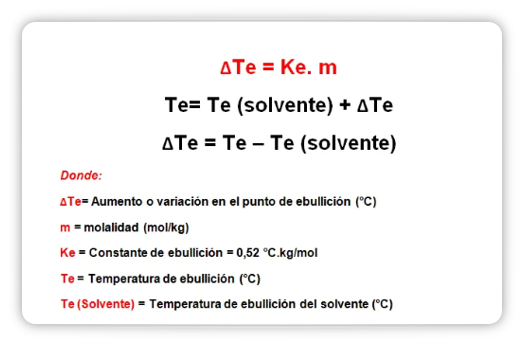 ΔTe = Ke. m
Te= Te (solvente) + ΔTe
ΔTe = Te – Te (solvente)
Donde:
ΔTe= Aumento o variación en el punto de ebullición (°C)
m = molalidad (mol/kg)
Ke = Constante de ebullición = 0,52 °C.kg/mol
Te = Temperatura de ebullición (°C)
Te (Solvente) = Temperatura de ebullición del solvente (°C)